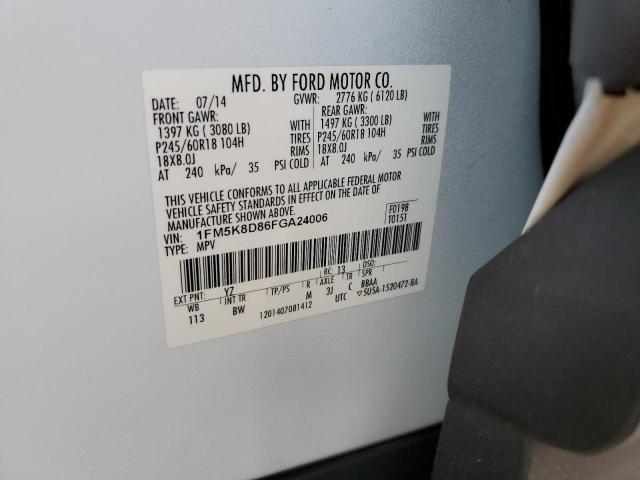 MFD. BY FORD MOTOR CO.
DATE: 07/14 GVWR: 2776 KG ( 6120 LB)
FRONT GAWR: REAR GAWR:
1397 KG ( 3080 LB) WITH 1497 KG ( 3300 LB) WITH
P245/60R18 104H TIRES P245/60R18 104H TIRES
18X8.0J RIMS 18X8.0J RIMS
AT 240 kPa/ 35 PSI COLD AT 240 kPa/ 35 PSI COLD
THIS VEHICLE CONFORMS TO ALL APPLICABLE FEDERAL MOTOR
VEHICLE SAFETY STANDARDS IN EFFECT ON THE DATE OF
MANUFACTURE SHOWN ABOVE.
VIN: 1FM5K8D86FGA24006 F0198
TYPE: MPV T0151
EXT PNT: Y7 RC: 13 DSO:
WB INT TR TP/PS R AXLE TR SPR
113 BW M 3J C BBAA
1201407081412 UTC ▽5U5A-1520472-BA